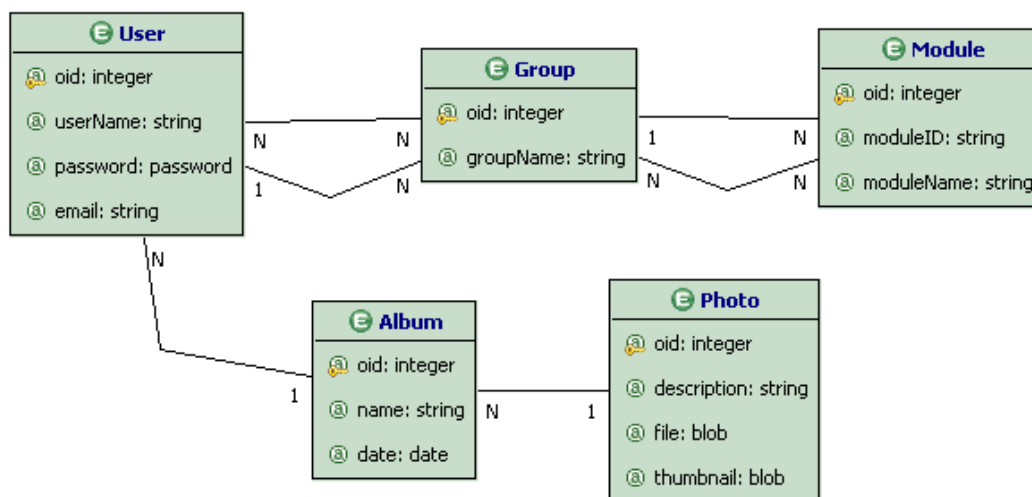 E User
a oid: integer
a userName: string
a password: password
a email: string
E Group
a oid: integer
a groupName: string
E Module
a oid: integer
a moduleID: string
a moduleName: string
N N
1 N
1 N
N N
N
1
E Album
a oid: integer
a name: string
a date: date
N 1
E Photo
a oid: integer
a description: string
a file: blob
a thumbnail: blob